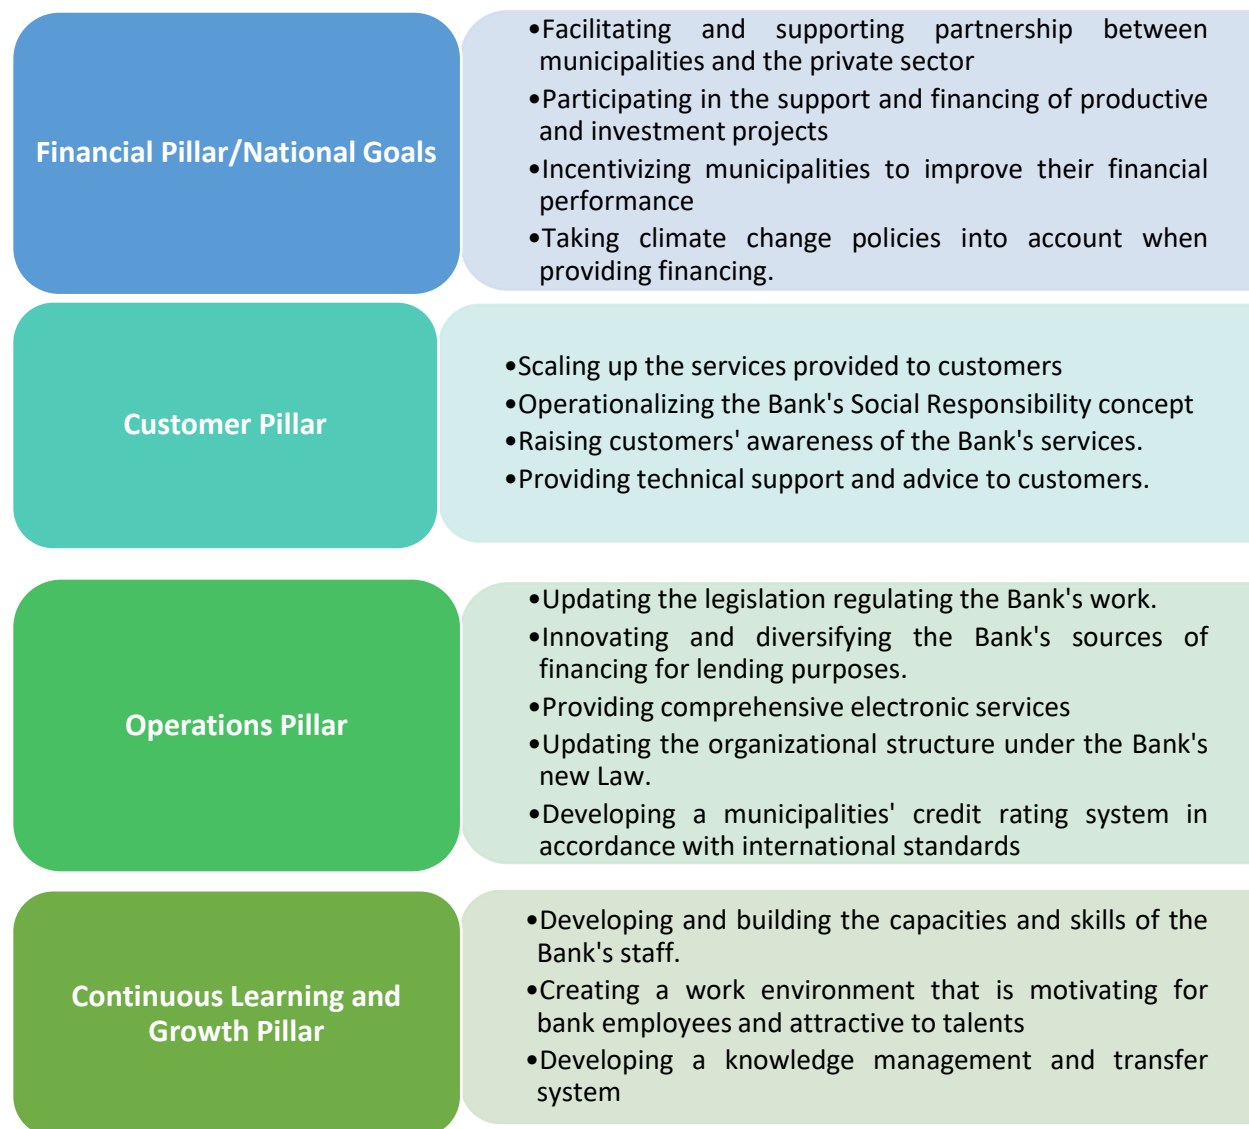 Financial Pillar/National Goals
•Facilitating and supporting partnership between
municipalities and the private sector
•Participating in the support and financing of productive
and investment projects
•Incentivizing municipalities to improve their financial
performance
•Taking climate change policies into account when
providing financing.
Customer Pillar
•Scaling up the services provided to customers
•Operationalizing the Bank's Social Responsibility concept
•Raising customers' awareness of the Bank's services.
•Providing technical support and advice to customers.
Operations Pillar
•Updating the legislation regulating the Bank's work.
•Innovating and diversifying the Bank's sources of
financing for lending purposes.
•Providing comprehensive electronic services
•Updating the organizational structure under the Bank's
new Law.
•Developing a municipalities' credit rating system in
accordance with international standards
Continuous Learning and
Growth Pillar
•Developing and building the capacities and skills of the
Bank's staff.
•Creating a work environment that is motivating for
bank employees and attractive to talents
•Developing a knowledge management and transfer
system